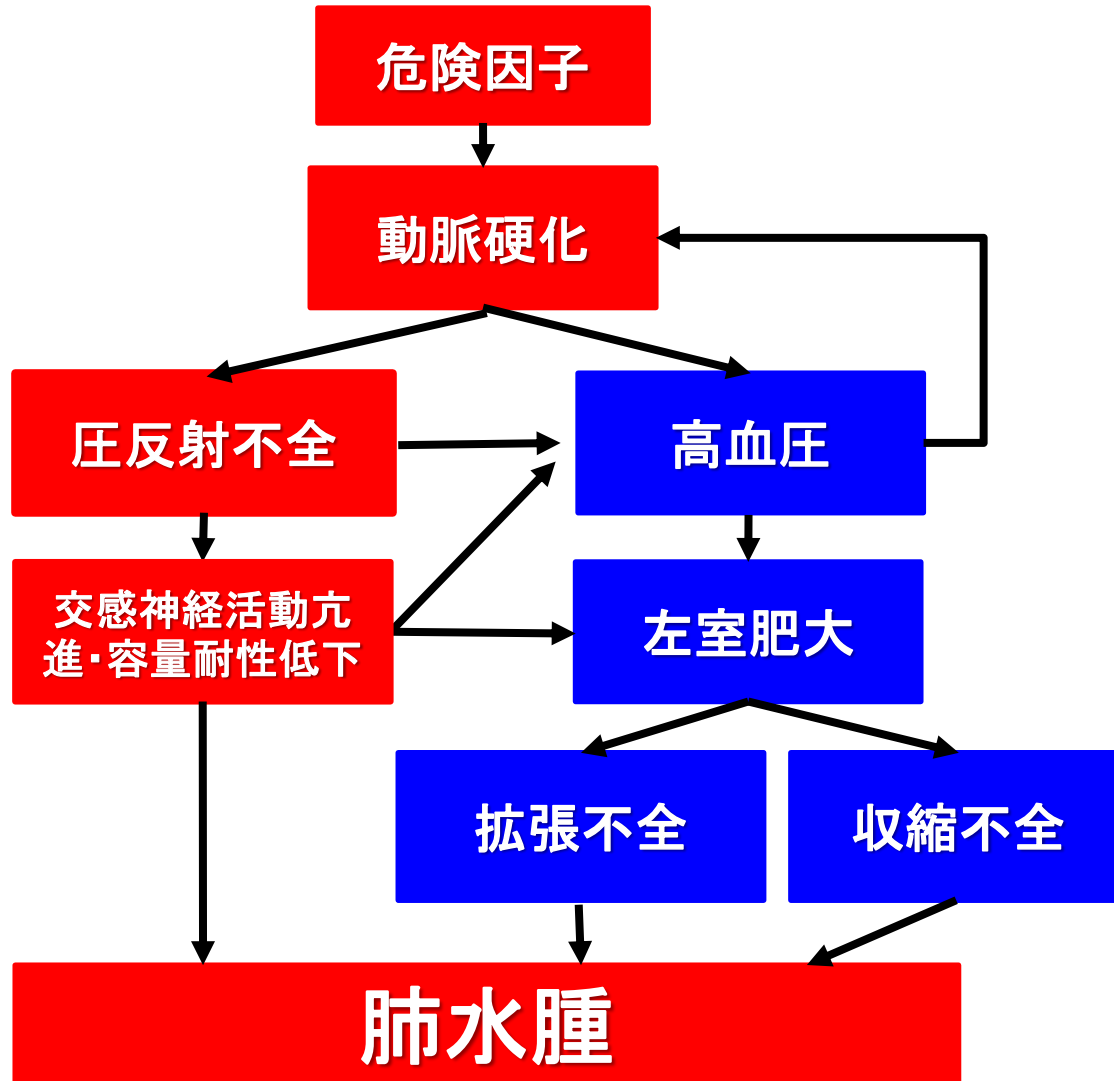 危険因子
動脈硬化
圧反射不全
高血圧
交感神経活動亢
進・容量耐性低下
左室肥大
拡張不全
収縮不全
肺水腫